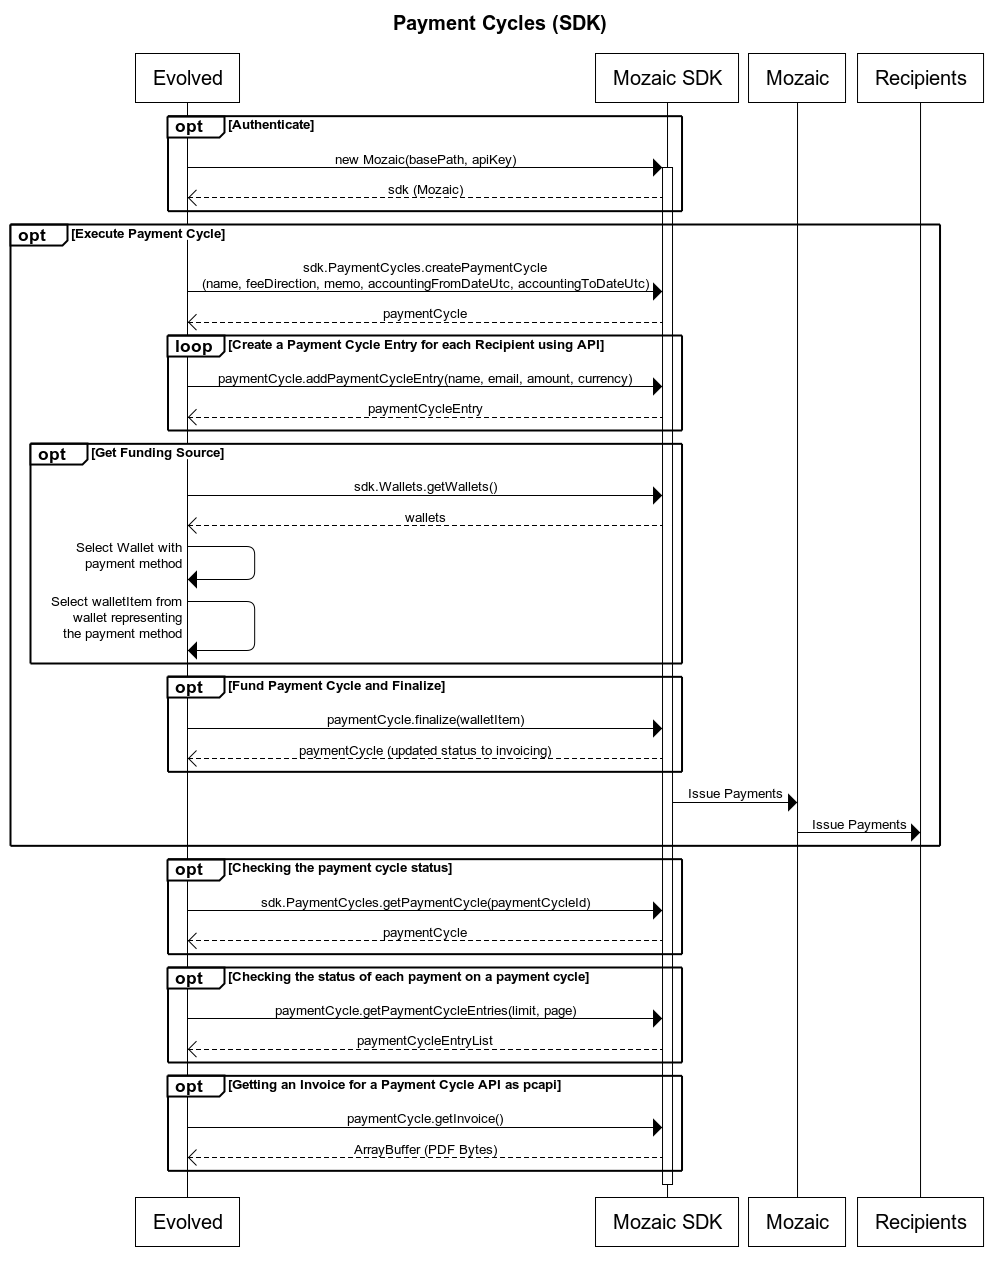 Payment Cycles (SDK)
Evolved
Mozaic SDK
Mozaic
Recipients
opt [Authenticate]
new Mozaic(basePath, apiKey)
sdk (Mozaic)
opt [Execute Payment Cycle]
sdk.PaymentCycles.createPaymentCycle
(name, feeDirection, memo, accountingFromDateUtc, accountingToDateUtc)
paymentCycle
loop [Create a Payment Cycle Entry for each Recipient using API]
paymentCycle.addPaymentCycleEntry(name, email, amount, currency)
paymentCycleEntry
opt [Get Funding Source]
sdk.Wallets.getWallets()
wallets
Select Wallet with
payment method
Select walletItem from
wallet representing
the payment method
opt [Fund Payment Cycle and Finalize]
paymentCycle.finalize(walletItem)
paymentCycle (updated status to invoicing)
Issue Payments
Issue Payments
opt [Checking the payment cycle status]
sdk.PaymentCycles.getPaymentCycle(paymentCycleId)
paymentCycle
opt [Checking the status of each payment on a payment cycle]
paymentCycle.getPaymentCycleEntries(limit, page)
paymentCycleEntryList
opt [Getting an Invoice for a Payment Cycle API as pcapi]
paymentCycle.getInvoice()
ArrayBuffer (PDF Bytes)
Evolved
Mozaic SDK
Mozaic
Recipients